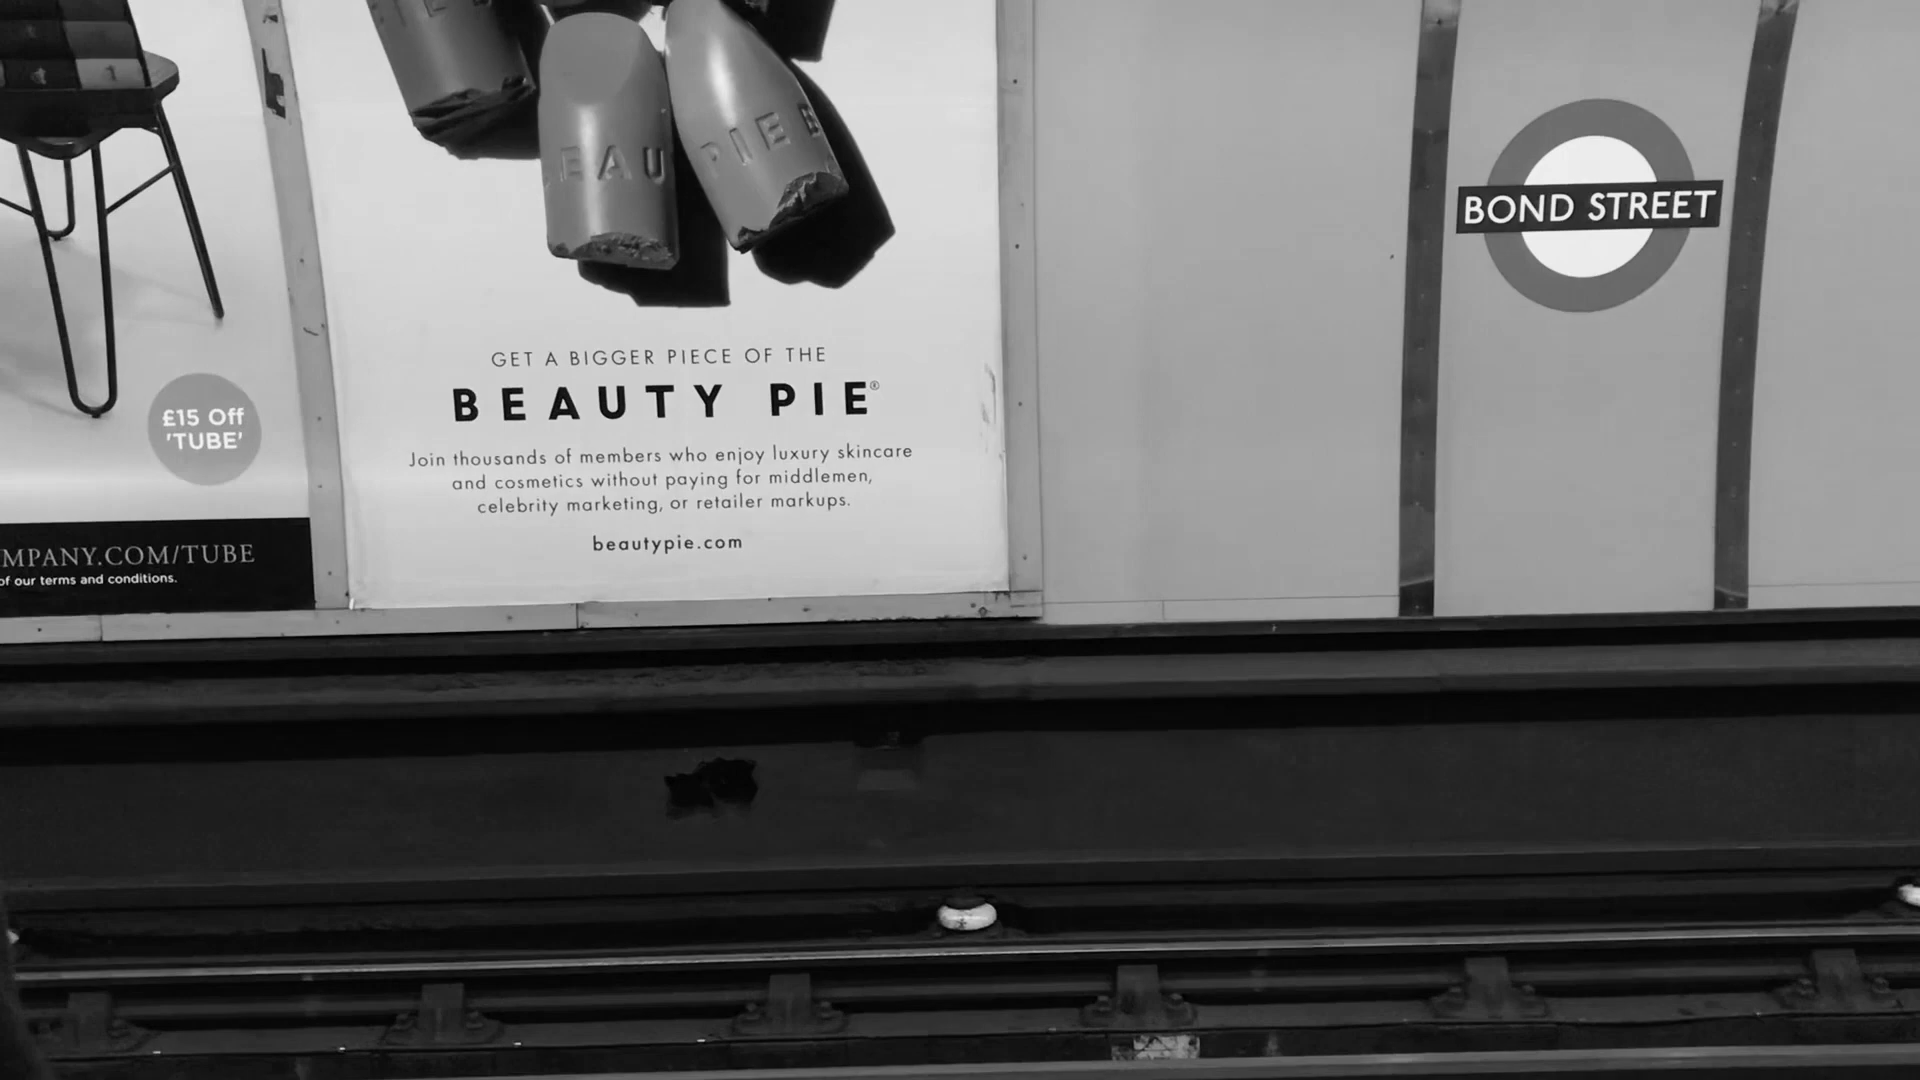 EAU
PIE B
GET A BIGGER PIECE OF THE
BEAUTY PIE®
Join thousands of members who enjoy luxury skincare
and cosmetics without paying for middlemen,
celebrity marketing, or retailer markups.
beautypie.com
£15 Off
'TUBE'
MPANY.COM/TUBE
of our terms and conditions.
BOND STREET